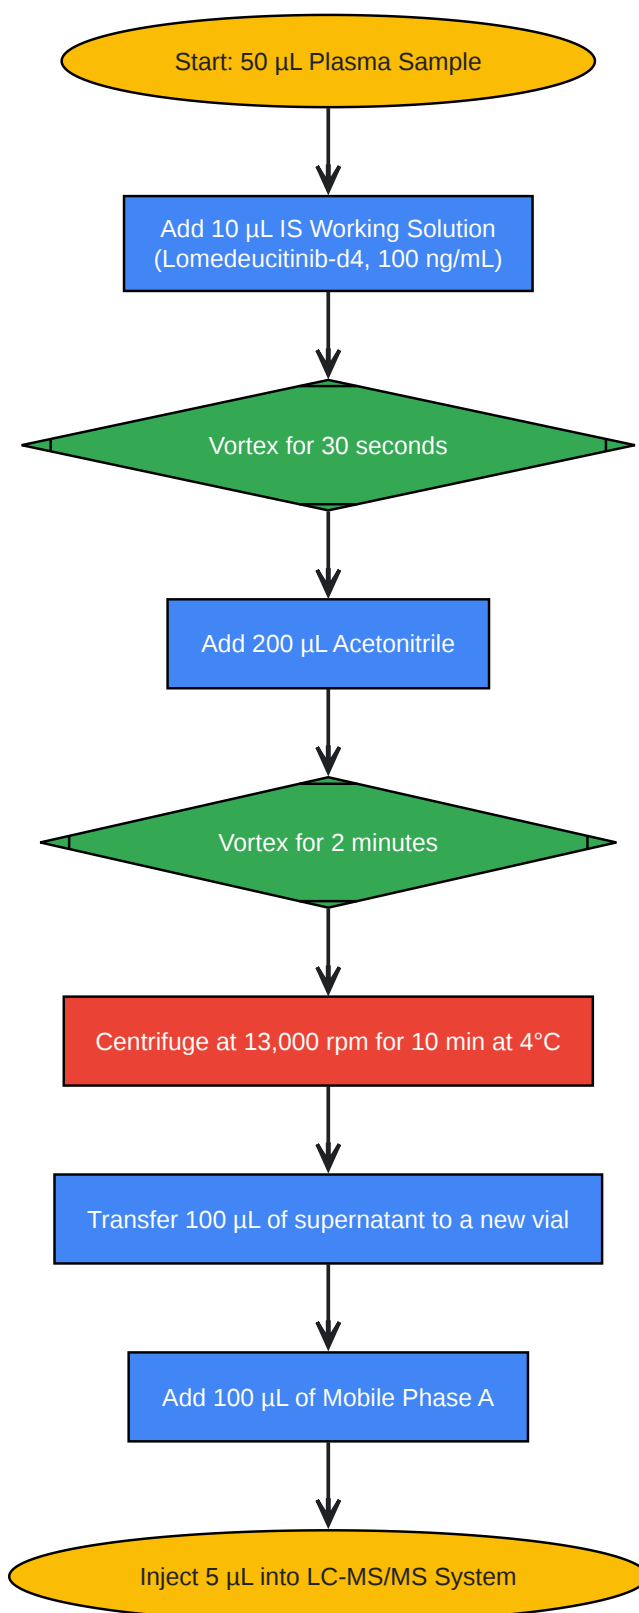 Start: 50 µL Plasma Sample
Add 10 µL IS Working Solution
(Lomedeucitinib-d4, 100 ng/mL)
Vortex for 30 seconds
Add 200 µL Acetonitrile
Vortex for 2 minutes
Centrifuge at 13,000 rpm for 10 min at 4°C
Transfer 100 µL of supernatant to a new vial
Add 100 µL of Mobile Phase A
Inject 5 µL into LC-MS/MS System